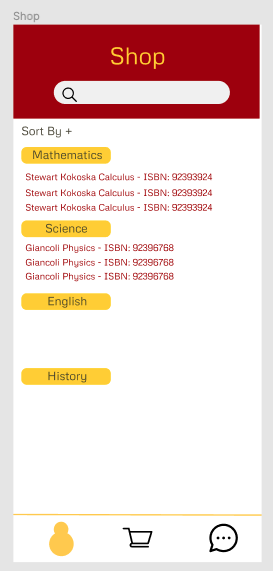 Shop
Shop
Sort By +
Mathematics
Stewart Kokoska Calculus - ISBN: 92393924
Stewart Kokoska Calculus - ISBN: 92393924
Stewart Kokoska Calculus - ISBN: 92393924
Science
Giancoli Physics - ISBN: 92396768
Giancoli Physics - ISBN: 92396768
Giancoli Physics - ISBN: 92396768
English
History